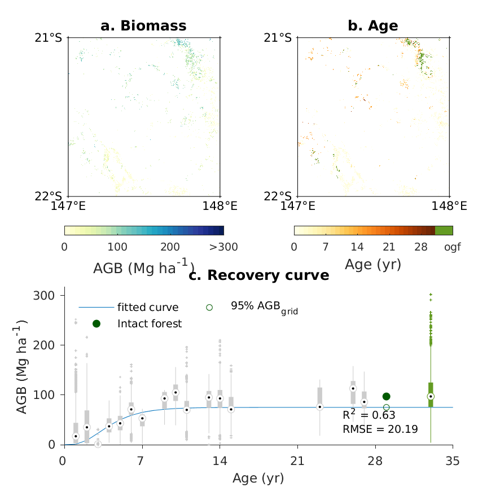 a. Biomass
b. Age
21°S
22°S
147°E
148°E
21°S
22°S
147°E
148°E
0 100 200 >300
AGB (Mg ha⁻¹)
0 7 14 21 28 ogf
Age (yr)
c. Recovery curve
fitted curve
95% AGB_grid
Intact forest
R² = 0.63
RMSE = 20.19
300
200
100
0
AGB (Mg ha⁻¹)
0 7 14 21 28 35
Age (yr)